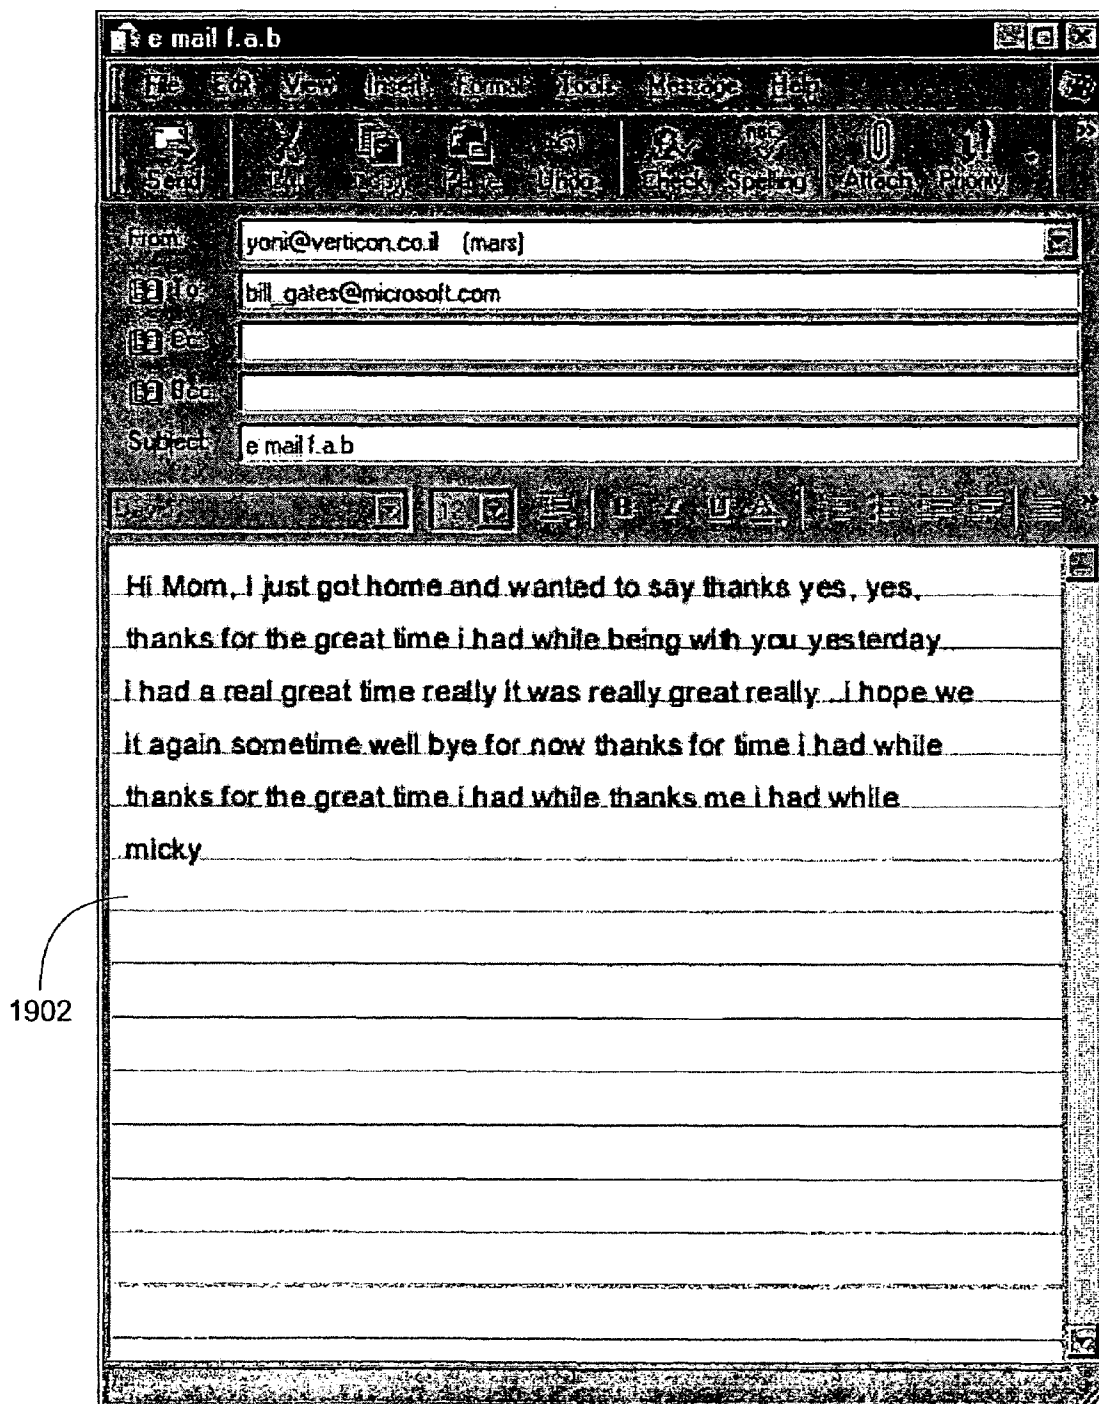 e mail f.a.b
File Edit View Insert Format Tools Message Help
Send Cut Copy Paste Undo Check Spelling Attach Priority
From: yoni@verticon.co.il (mars)
To: bill_gates@microsoft.com
Cc:
Bcc:
Subject: e mail f.a.b
12 B I U A
Hi Mom, I just got home and wanted to say thanks yes, yes,
thanks for the great time i had while being with you yesterday.
i had a real great time really it was really great really...i hope we
it again sometime well bye for now thanks for time i had while
thanks for the great time i had while thanks me i had while
micky
1902